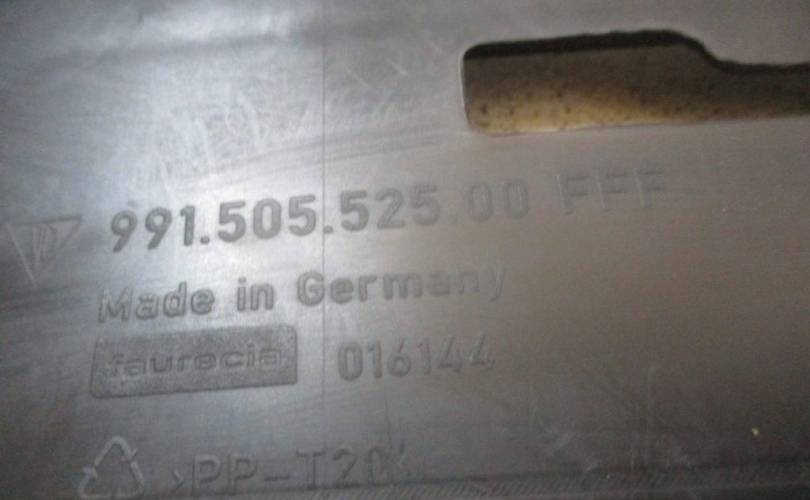 991.505.525.00 FFF
Made in Germany
faurecia 016144
>PP-T20<